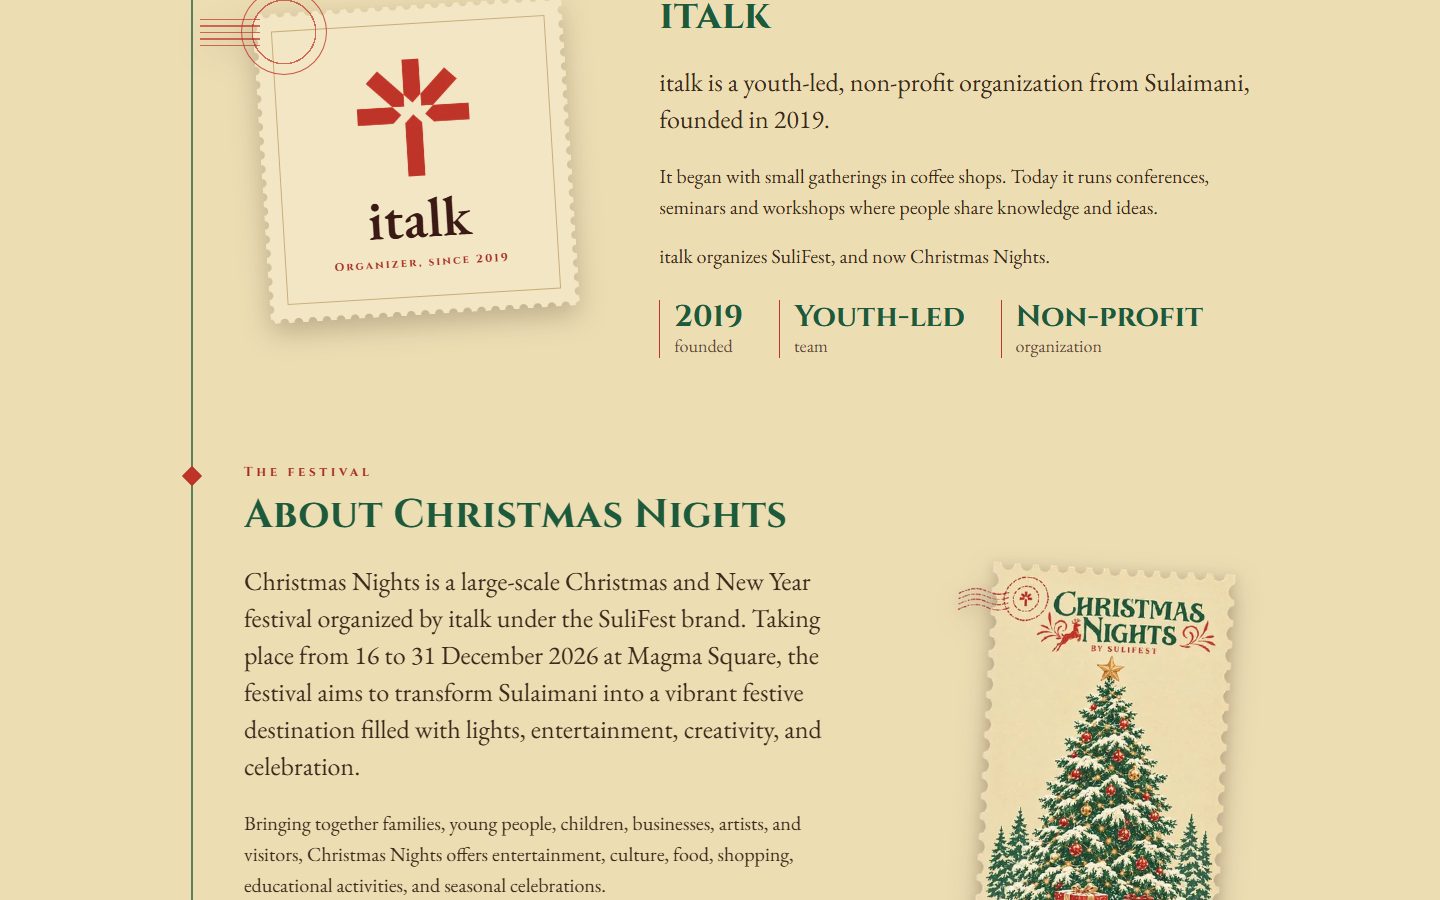 italk
Organizer, since 2019
italk
italk is a youth-led, non-profit organization from Sulaimani,
founded in 2019.
It began with small gatherings in coffee shops. Today it runs conferences,
seminars and workshops where people share knowledge and ideas.
italk organizes SuliFest, and now Christmas Nights.
2019
founded
Youth-led
team
Non-profit
organization
The festival
About Christmas Nights
Christmas Nights is a large-scale Christmas and New Year
festival organized by italk under the SuliFest brand. Taking
place from 16 to 31 December 2026 at Magma Square, the
festival aims to transform Sulaimani into a vibrant festive
destination filled with lights, entertainment, creativity, and
celebration.
Bringing together families, young people, children, businesses, artists, and
visitors, Christmas Nights offers entertainment, culture, food, shopping,
educational activities, and seasonal celebrations.
Christmas
Nights
BY SULIFEST